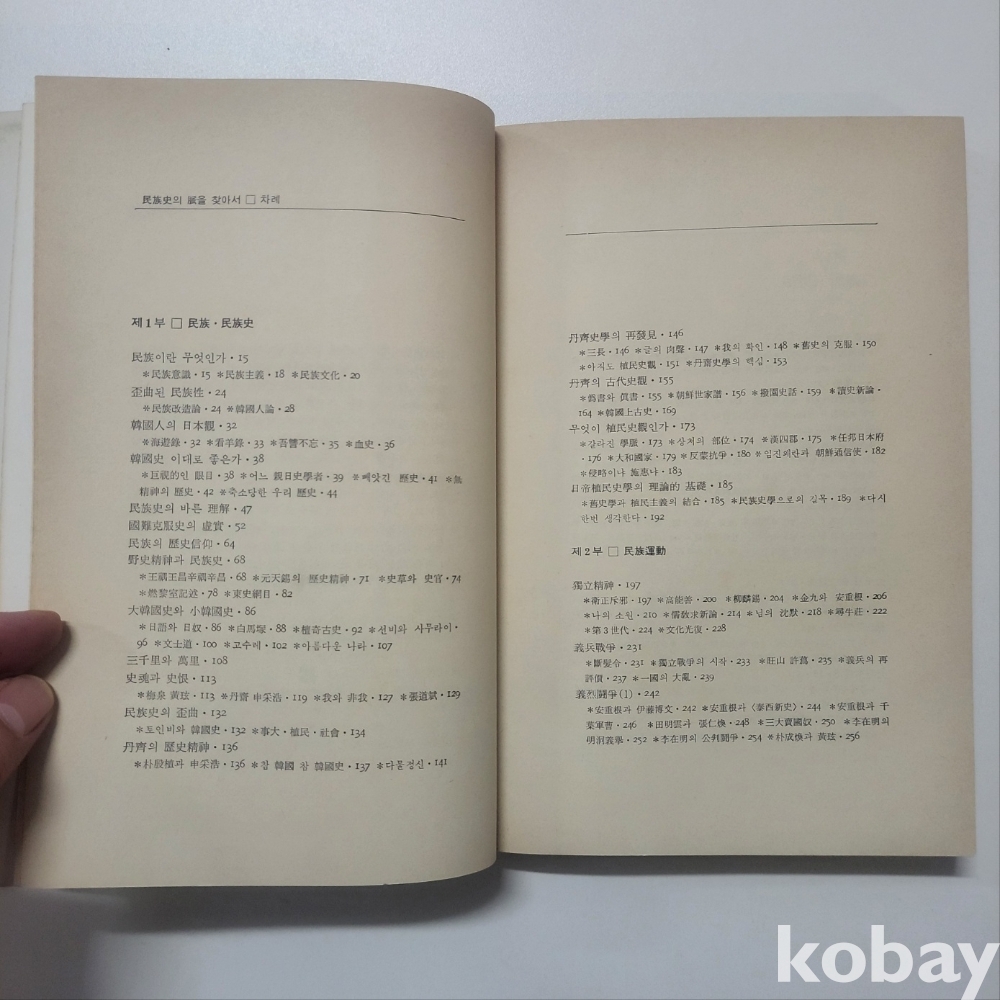 民族史의 脈을 찾아서 □ 차례
제1부 □ 民族·民族史
民族이란 무엇인가·15
*民族意識·15 *民族主義·18 *民族文化·20
歪曲된 民族性·24
*民族改造論·24 *韓國人論·28
韓國人의 日本觀·32
*海遊錄·32 *看羊錄·33 *吾讐不忘·35 *血史·36
韓國史 이대로 좋은가·38
*巨視的인 眼目·38 *어느 親日史學者·39 *빼앗긴 歷史·41 *無
精神의 歷史·42 *축소당한 우리 歷史·44
民族史의 바른 理解·47
國難克服史의 虛實·52
民族의 歷史信仰·64
野史精神과 民族史·68
*王禑王昌辛禑辛昌·68 *元天錫의 歷史精神·71 *史草와 史官·74
*燃黎室記述·78 *東史綱目·82
大韓國史와 小韓國史·86
*日語와 日奴·86 *白馬塚·88 *檀奇古史·92 *선비와 사무라이·
96 *文士道·100 *고수레·102 *아름다운 나라·107
三千里와 萬里·108
史魂과 史恨·113
*梅泉 黃玹·113 *丹齊 申采浩·119 *我와 非我·127 *張道斌·129
民族史의 歪曲·132
*토인비와 韓國史·132 *事大·植民·社會·134
丹齊의 歷史精神·136
*朴殷植과 申采浩·136 *참 韓國 참 韓國史·137 *다물정신·141
丹齊史學의 再發見·146
*三長·146 *글의 肉聲·147 *我의 확인·148 *舊史의 克服·150
*아직도 植民史觀·151 *丹齋史學의 핵심·153
丹齊의 古代史觀·155
*僞書와 眞書·155 *朝鮮世家譜·156 *揆園史話·159 *讀史新論·
164 *韓國上古史·169
무엇이 植民史觀인가·173
*갈라진 學脈·173 *상처의 部位·174 *漢四郡·175 *任那日本府
·176 *大和國家·179 *反蒙抗爭·180 *임진왜란과 朝鮮通信使·182
*侵略이냐 施惠냐·183
日帝植民史學의 理論的 基礎·185
*舊史學과 植民主義의 結合·185 *民族史學으로의 길목·189 *다시
한번 생각한다·192
제2부 □ 民族運動
獨立精神·197
*衛正斥邪·197 *高能善·200 *柳麟錫·204 *金九와 安重根·206
*나의 소원·210 *儒敎求新論·214 *님의 沈默·218 *尋牛莊·222
*第3世代·224 *文化光復·228
義兵戰爭·231
*斷髮令·231 *獨立戰爭의 시작·233 *旺山 許蔿·235 *義兵의 再
評價·237 *一國의 大亂·239
義烈鬪爭(1)·242
*安重根과 伊藤博文·242 *安重根과〈泰西新史〉·244 *安重根과 千
葉軍曹·246 *田明雲과 張仁煥·248 *三大賣國奴·250 *李在明의
明洞義擧·252 *李在明의 公判鬪爭·254 *朴成煥과 黃玹·256
kobay